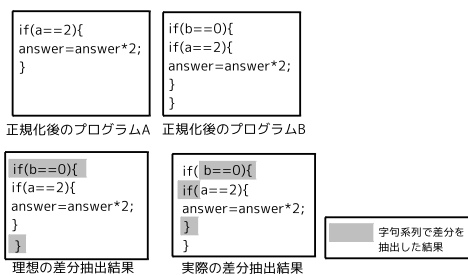 if(a==2){
answer=answer*2;
}
正規化後のプログラムA
if(b==0){
if(a==2){
answer=answer*2;
}
}
正規化後のプログラムB
if(b==0){
if(a==2){
answer=answer*2;
}
}
理想の差分抽出結果
if( b==0){
if(a==2){
answer=answer*2;
}
}
実際の差分抽出結果
字句系列で差分を
抽出した結果